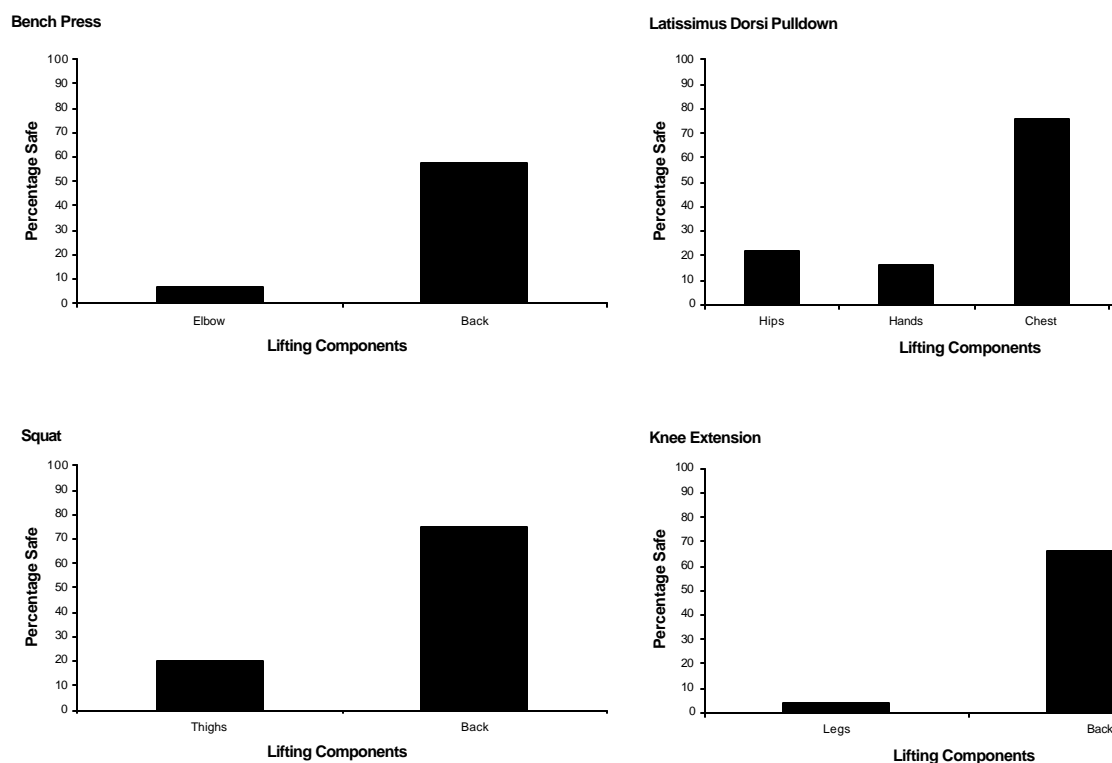 Bench Press
100
90
80
70
60
50
40
30
20
10
0
Percentage Safe
Elbow Back
Lifting Components
Latissimus Dorsi Pulldown
100
90
80
70
60
50
40
30
20
10
0
Percentage Safe
Hips Hands Chest
Lifting Components
Squat
100
90
80
70
60
50
40
30
20
10
0
Percentage Safe
Thighs Back
Lifting Components
Knee Extension
100
90
80
70
60
50
40
30
20
10
0
Percentage Safe
Legs Back
Lifting Components